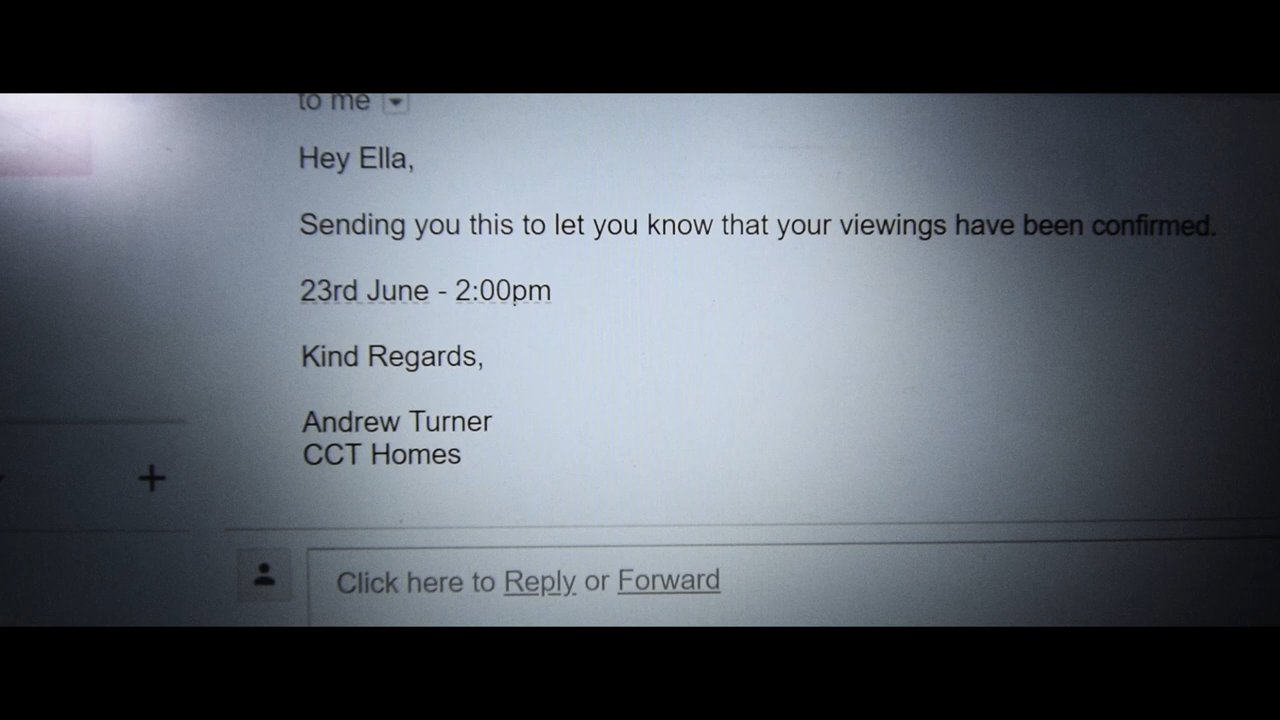 to me
Hey Ella,
Sending you this to let you know that your viewings have been confirmed.
23rd June - 2:00pm
Kind Regards,
Andrew Turner
CCT Homes
Click here to Reply or Forward